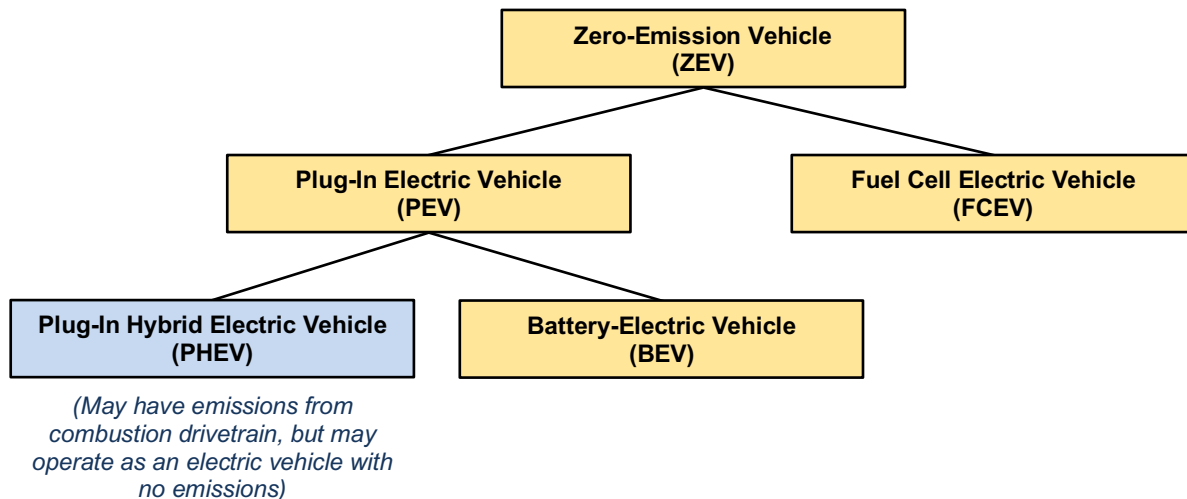 Zero-Emission Vehicle
(ZEV)
Plug-In Electric Vehicle
(PEV)
Fuel Cell Electric Vehicle
(FCEV)
Plug-In Hybrid Electric Vehicle
(PHEV)
Battery-Electric Vehicle
(BEV)
(May have emissions from
combustion drivetrain, but may
operate as an electric vehicle with
no emissions)